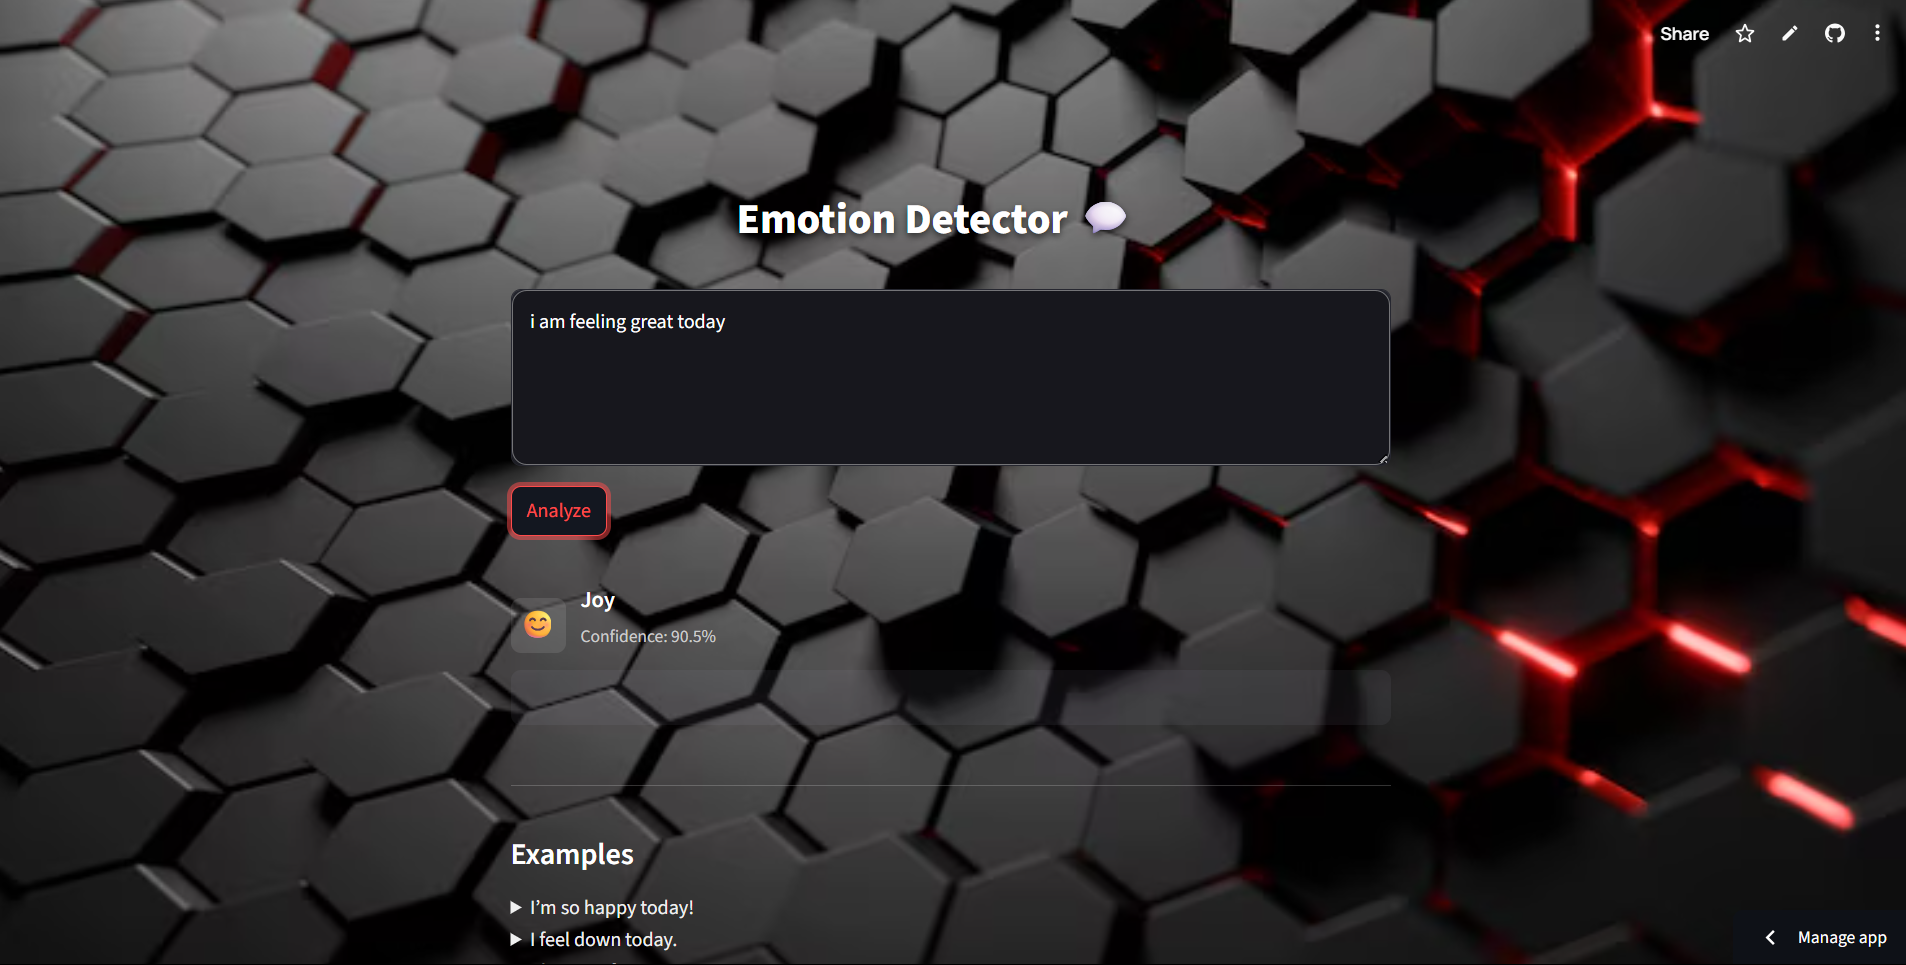 Share
Emotion Detector 💬
i am feeling great today
Analyze
😊
Joy
Confidence: 90.5%
Examples
▶ I’m so happy today!
▶ I feel down today.
Manage app